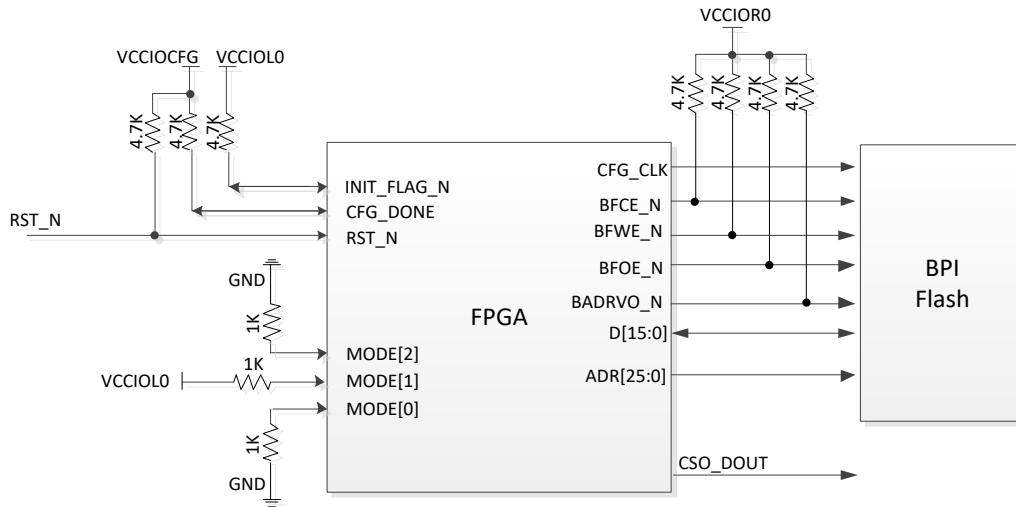 VCCIOR0
VCCIOCFG
VCCIOL0
4.7K
4.7K
4.7K
4.7K
4.7K
4.7K
4.7K
RST_N
INIT_FLAG_N
CFG_DONE
RST_N
CFG_CLK
BFCE_N
BFWE_N
BFOE_N
BADRVO_N
D[15:0]
ADR[25:0]
FPGA
BPI
Flash
GND
1K
1K
VCCIOL0
MODE[2]
MODE[1]
MODE[0]
1K
GND
CSO_DOUT